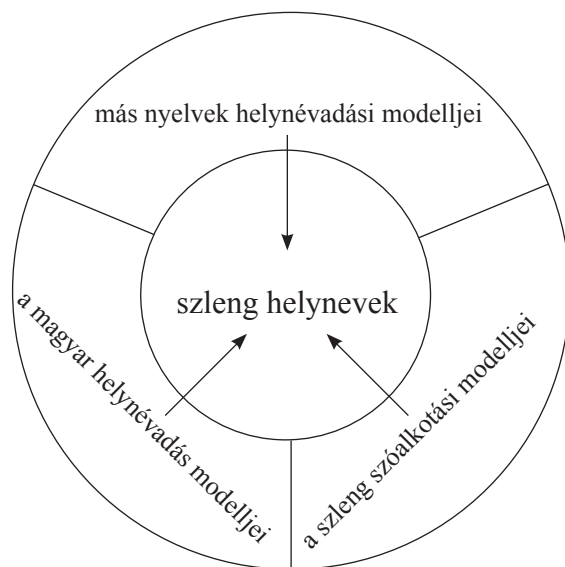 más nyelvek helynévadási modelljei
szleng helynevek
a magyar helynévadás modelljei
a szleng szóalkotási modelljei